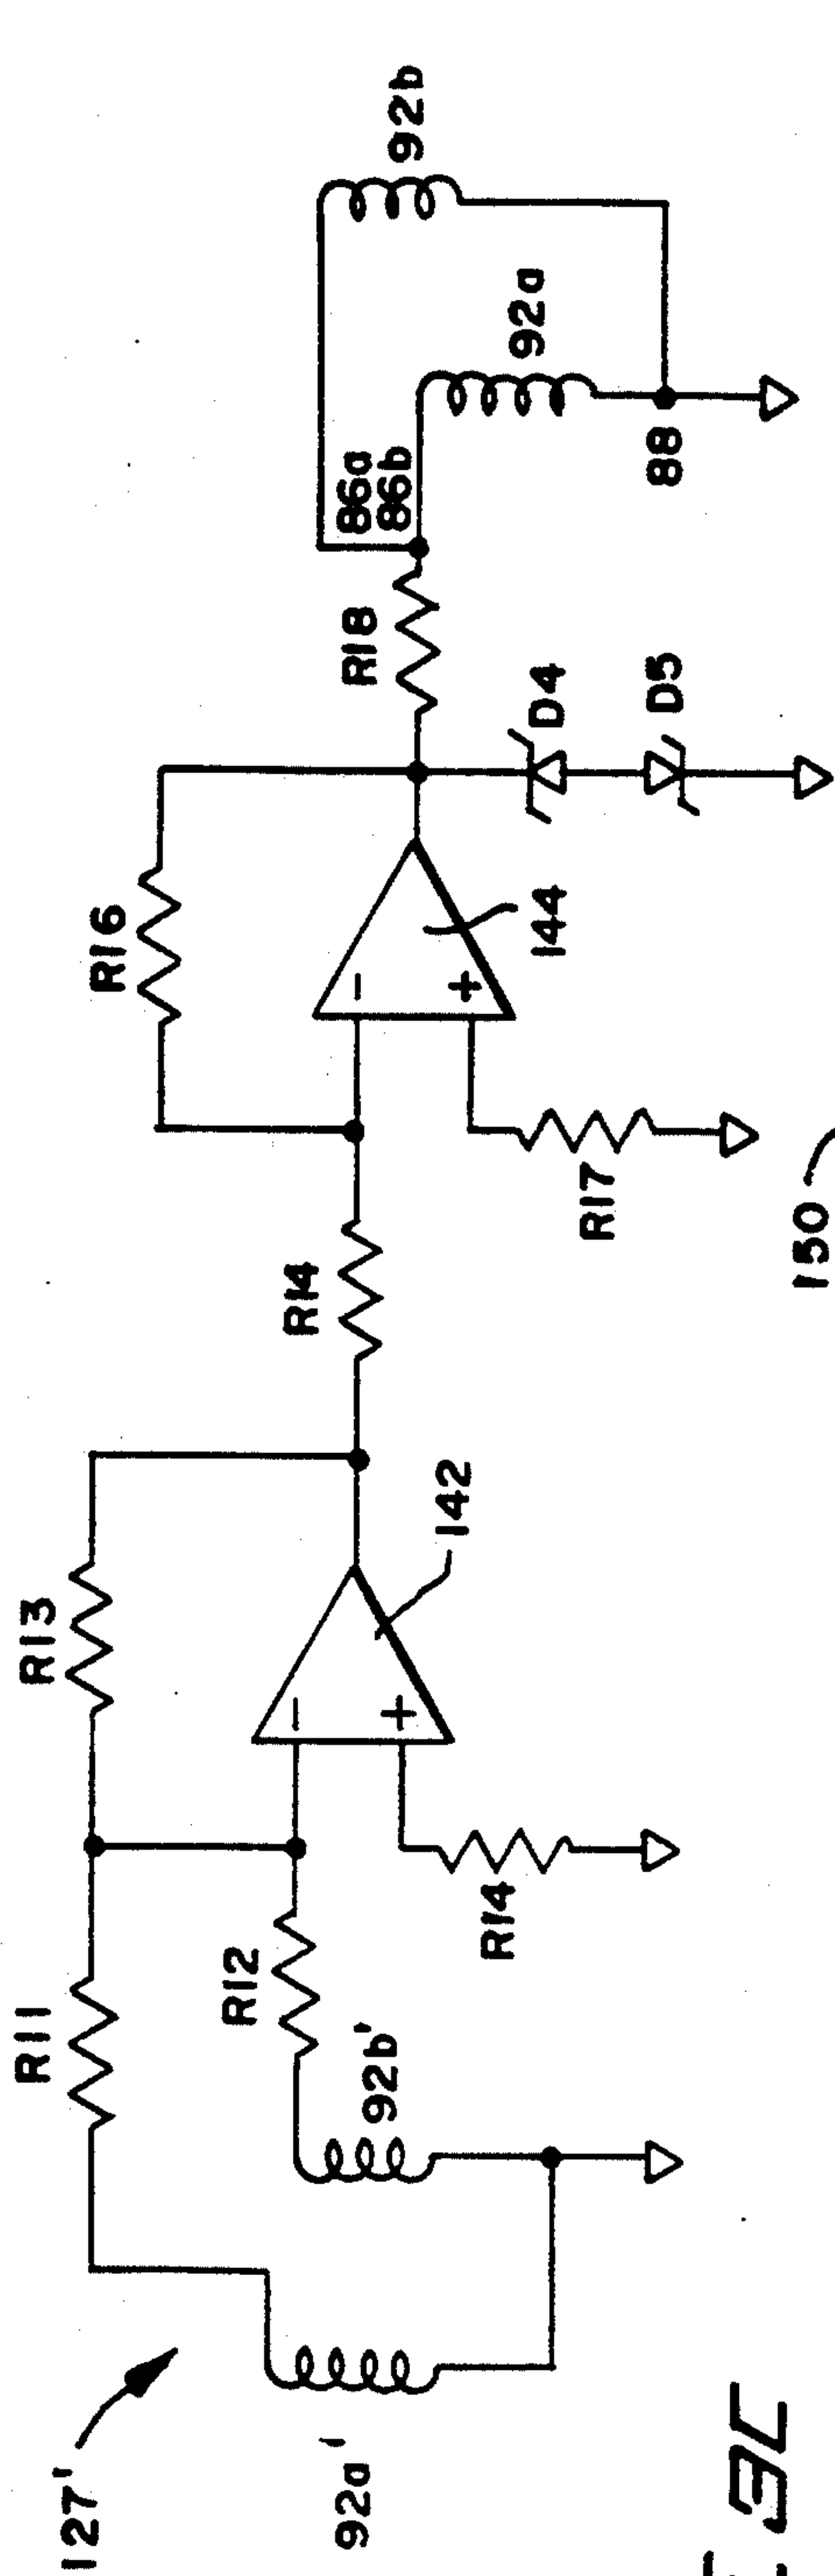 127'
92a'
R11
R12
92b'
R13
-
+
R14
142
R14
R16
-
+
144
R17
R18
D4
D5
86a
86b
92a
92b
88
150
3C